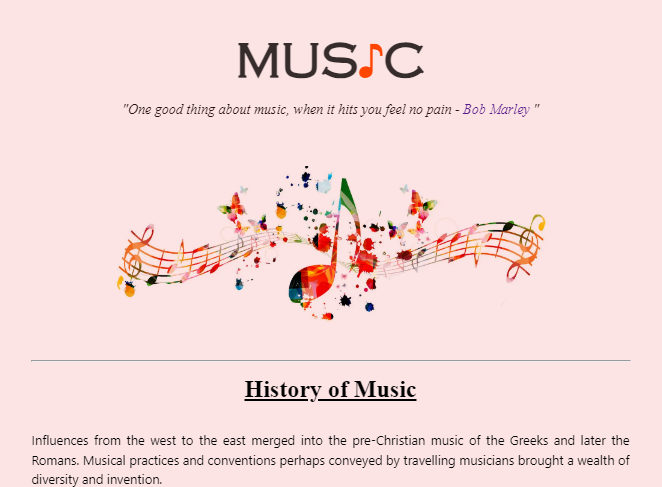 MUSIC
"One good thing about music, when it hits you feel no pain - Bob Marley "
History of Music
Influences from the west to the east merged into the pre-Christian music of the Greeks and later the
Romans. Musical practices and conventions perhaps conveyed by travelling musicians brought a wealth of
diversity and invention.